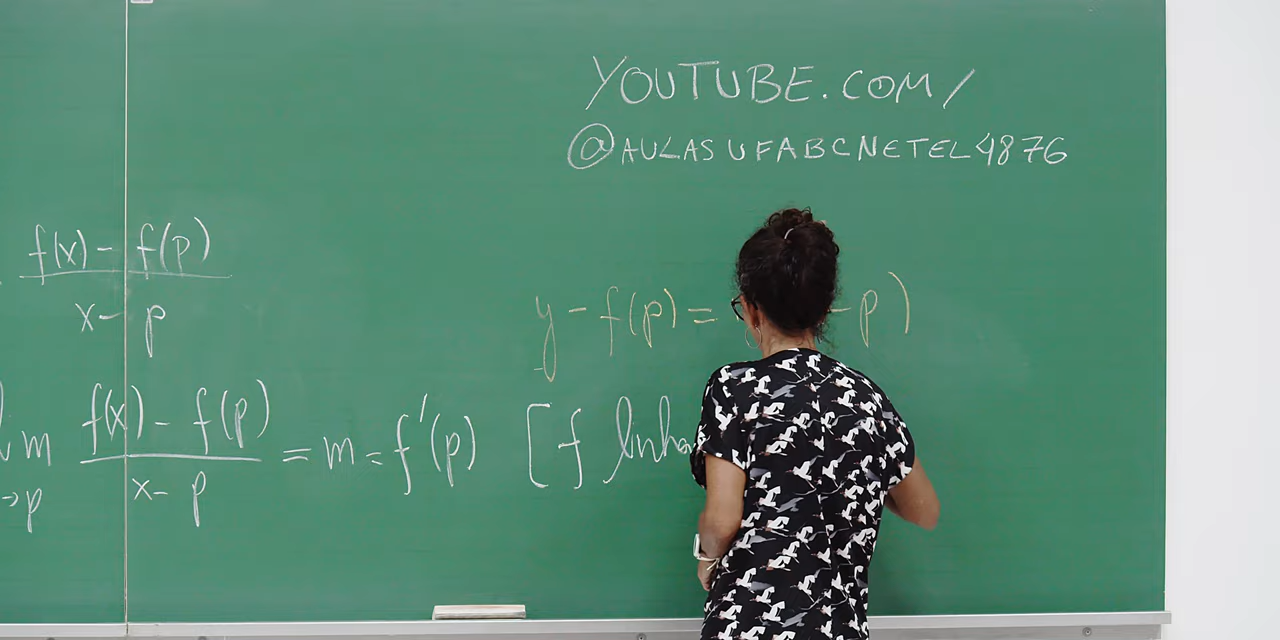 YOUTUBE.COM/
@AULASUFABCNETEL4876
f(x) - f(p)
x - p
y - f(p) = - p)
f(x) - f(p) = m = f'(p) [f linha
x - p
→p